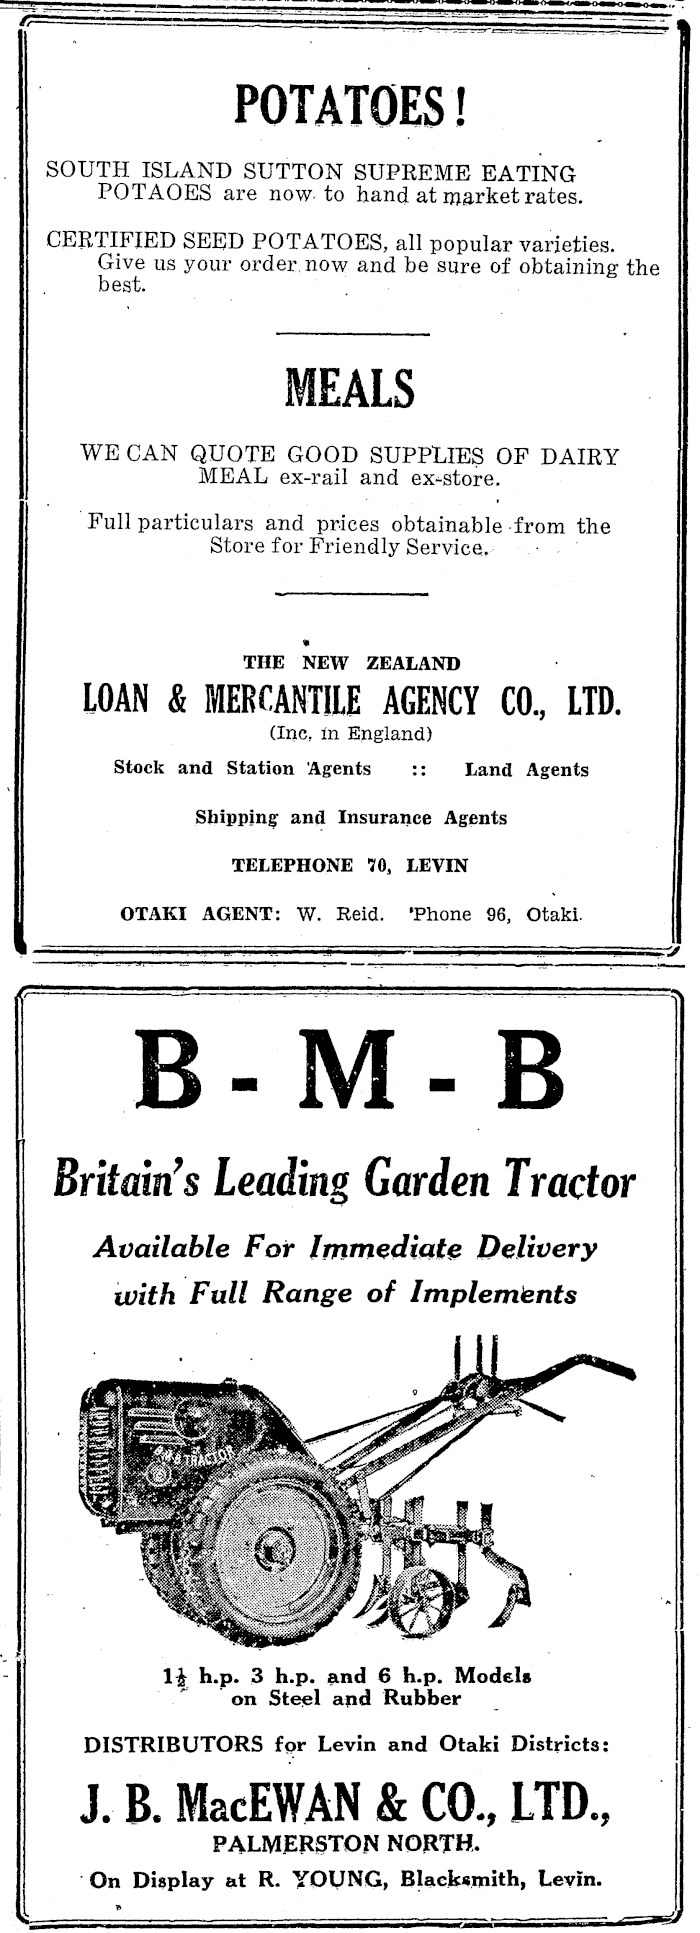 POTATOES!
SOUTH ISLAND SUTTON SUPREME EATING
POTAOES are now to hand at market rates.
CERTIFIED SEED POTATOES, all popular varieties.
Give us your order now and be sure of obtaining the
best.
MEALS
WE CAN QUOTE GOOD SUPPLIES OF DAIRY
MEAL ex-rail and ex-store.
Full particulars and prices obtainable from the
Store for Friendly Service.
THE NEW ZEALAND
LOAN & MERCANTILE AGENCY CO., LTD.
(Inc. in England)
Stock and Station Agents :: Land Agents
Shipping and Insurance Agents
TELEPHONE 70, LEVIN
OTAKI AGENT: W. Reid. 'Phone 96, Otaki.
B - M - B
Britain's Leading Garden Tractor
Available For Immediate Delivery
with Full Range of Implements
B.M.B TRACTOR
1½ h.p. 3 h.p. and 6 h.p. Models
on Steel and Rubber
DISTRIBUTORS for Levin and Otaki Districts:
J. B. MacEWAN & CO., LTD.,
PALMERSTON NORTH.
On Display at R. YOUNG, Blacksmith, Levin.